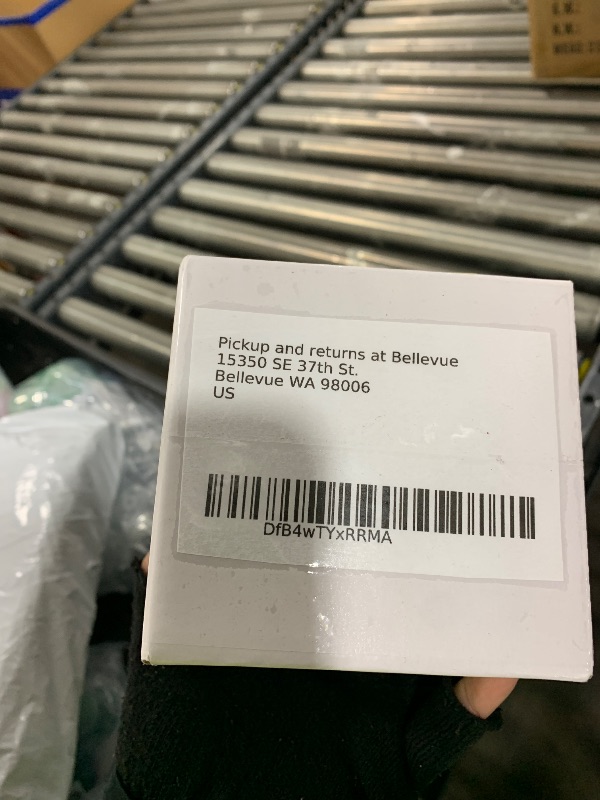 G.W.:
N.W.:
Pickup and returns at Bellevue
15350 SE 37th St.
Bellevue WA 98006
US
DfB4wTYxRRMA